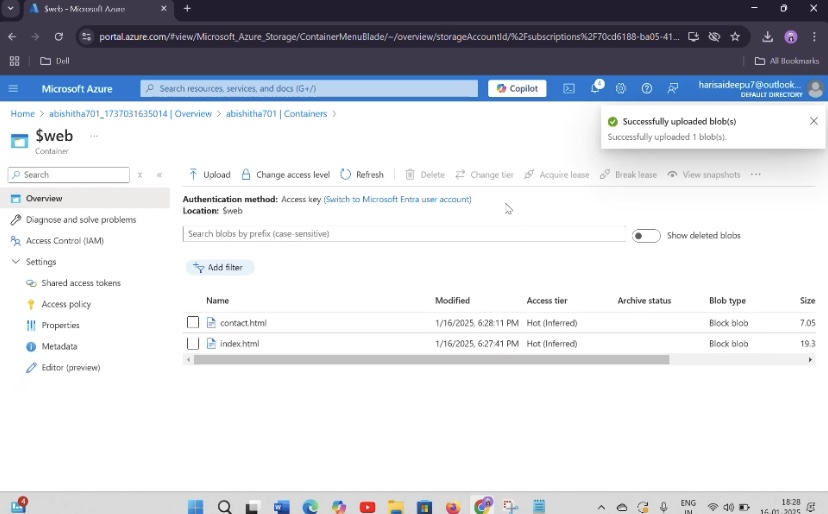 $web - Microsoft Azure
portal.azure.com/#view/Microsoft_Azure_Storage/ContainerMenuBlade/~/overview/storageAccountId/%2Fsubscriptions%2F70cd6188-ba05-41...
Dell
All Bookmarks
Microsoft Azure
Search resources, services, and docs (G+/)
Copilot
4
harisaideepu7@outlook...
DEFAULT DIRECTORY
Home > abishitha701_1737031635014 | Overview > abishitha701 | Containers >
$web
Container
Successfully uploaded blob(s)
Successfully uploaded 1 blob(s).
Search
Upload
Change access level
Refresh
Delete
Change tier
Acquire lease
Break lease
View snapshots
Overview
Diagnose and solve problems
Access Control (IAM)
Settings
Shared access tokens
Access policy
Properties
Metadata
Editor (preview)
Authentication method: Access key (Switch to Microsoft Entra user account)
Location: $web
Search blobs by prefix (case-sensitive)
Show deleted blobs
Add filter
Name Modified Access tier Archive status Blob type Size
contact.html 1/16/2025, 6:28:11 PM Hot (Inferred) Block blob 7.05
index.html 1/16/2025, 6:27:41 PM Hot (Inferred) Block blob 19.3
4
ENG
IN
18:28
16-01-2025